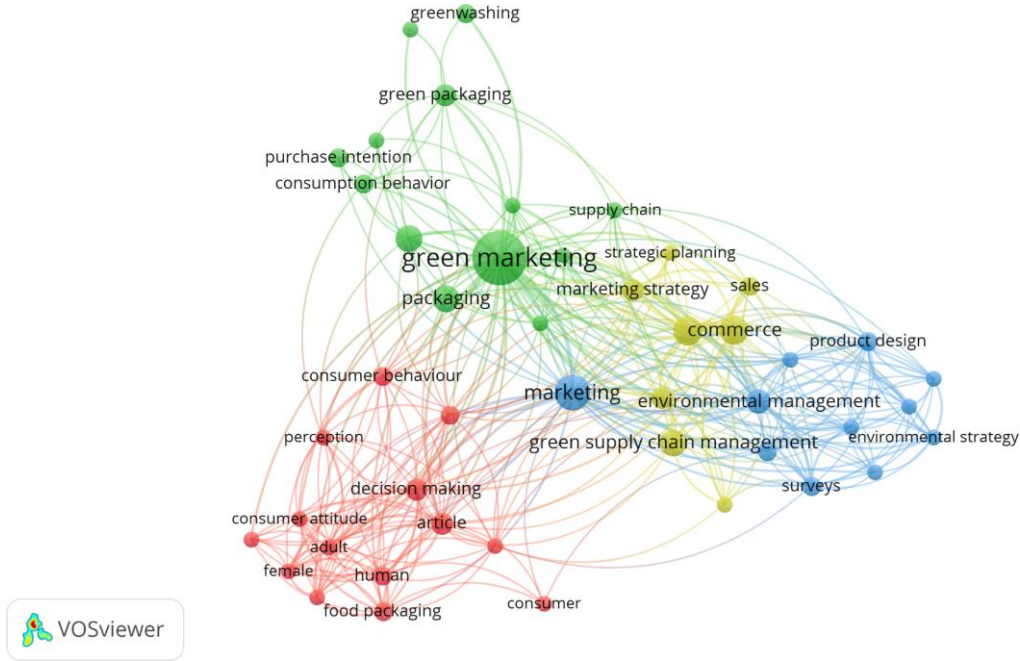 greenwashing
green packaging
purchase intention
consumption behavior
supply chain
strategic planning
green marketing
sales
marketing strategy
packaging
commerce
product design
consumer behaviour
marketing
environmental management
perception
environmental strategy
green supply chain management
surveys
decision making
consumer attitude
article
adult
female
human
consumer
food packaging
VOSviewer